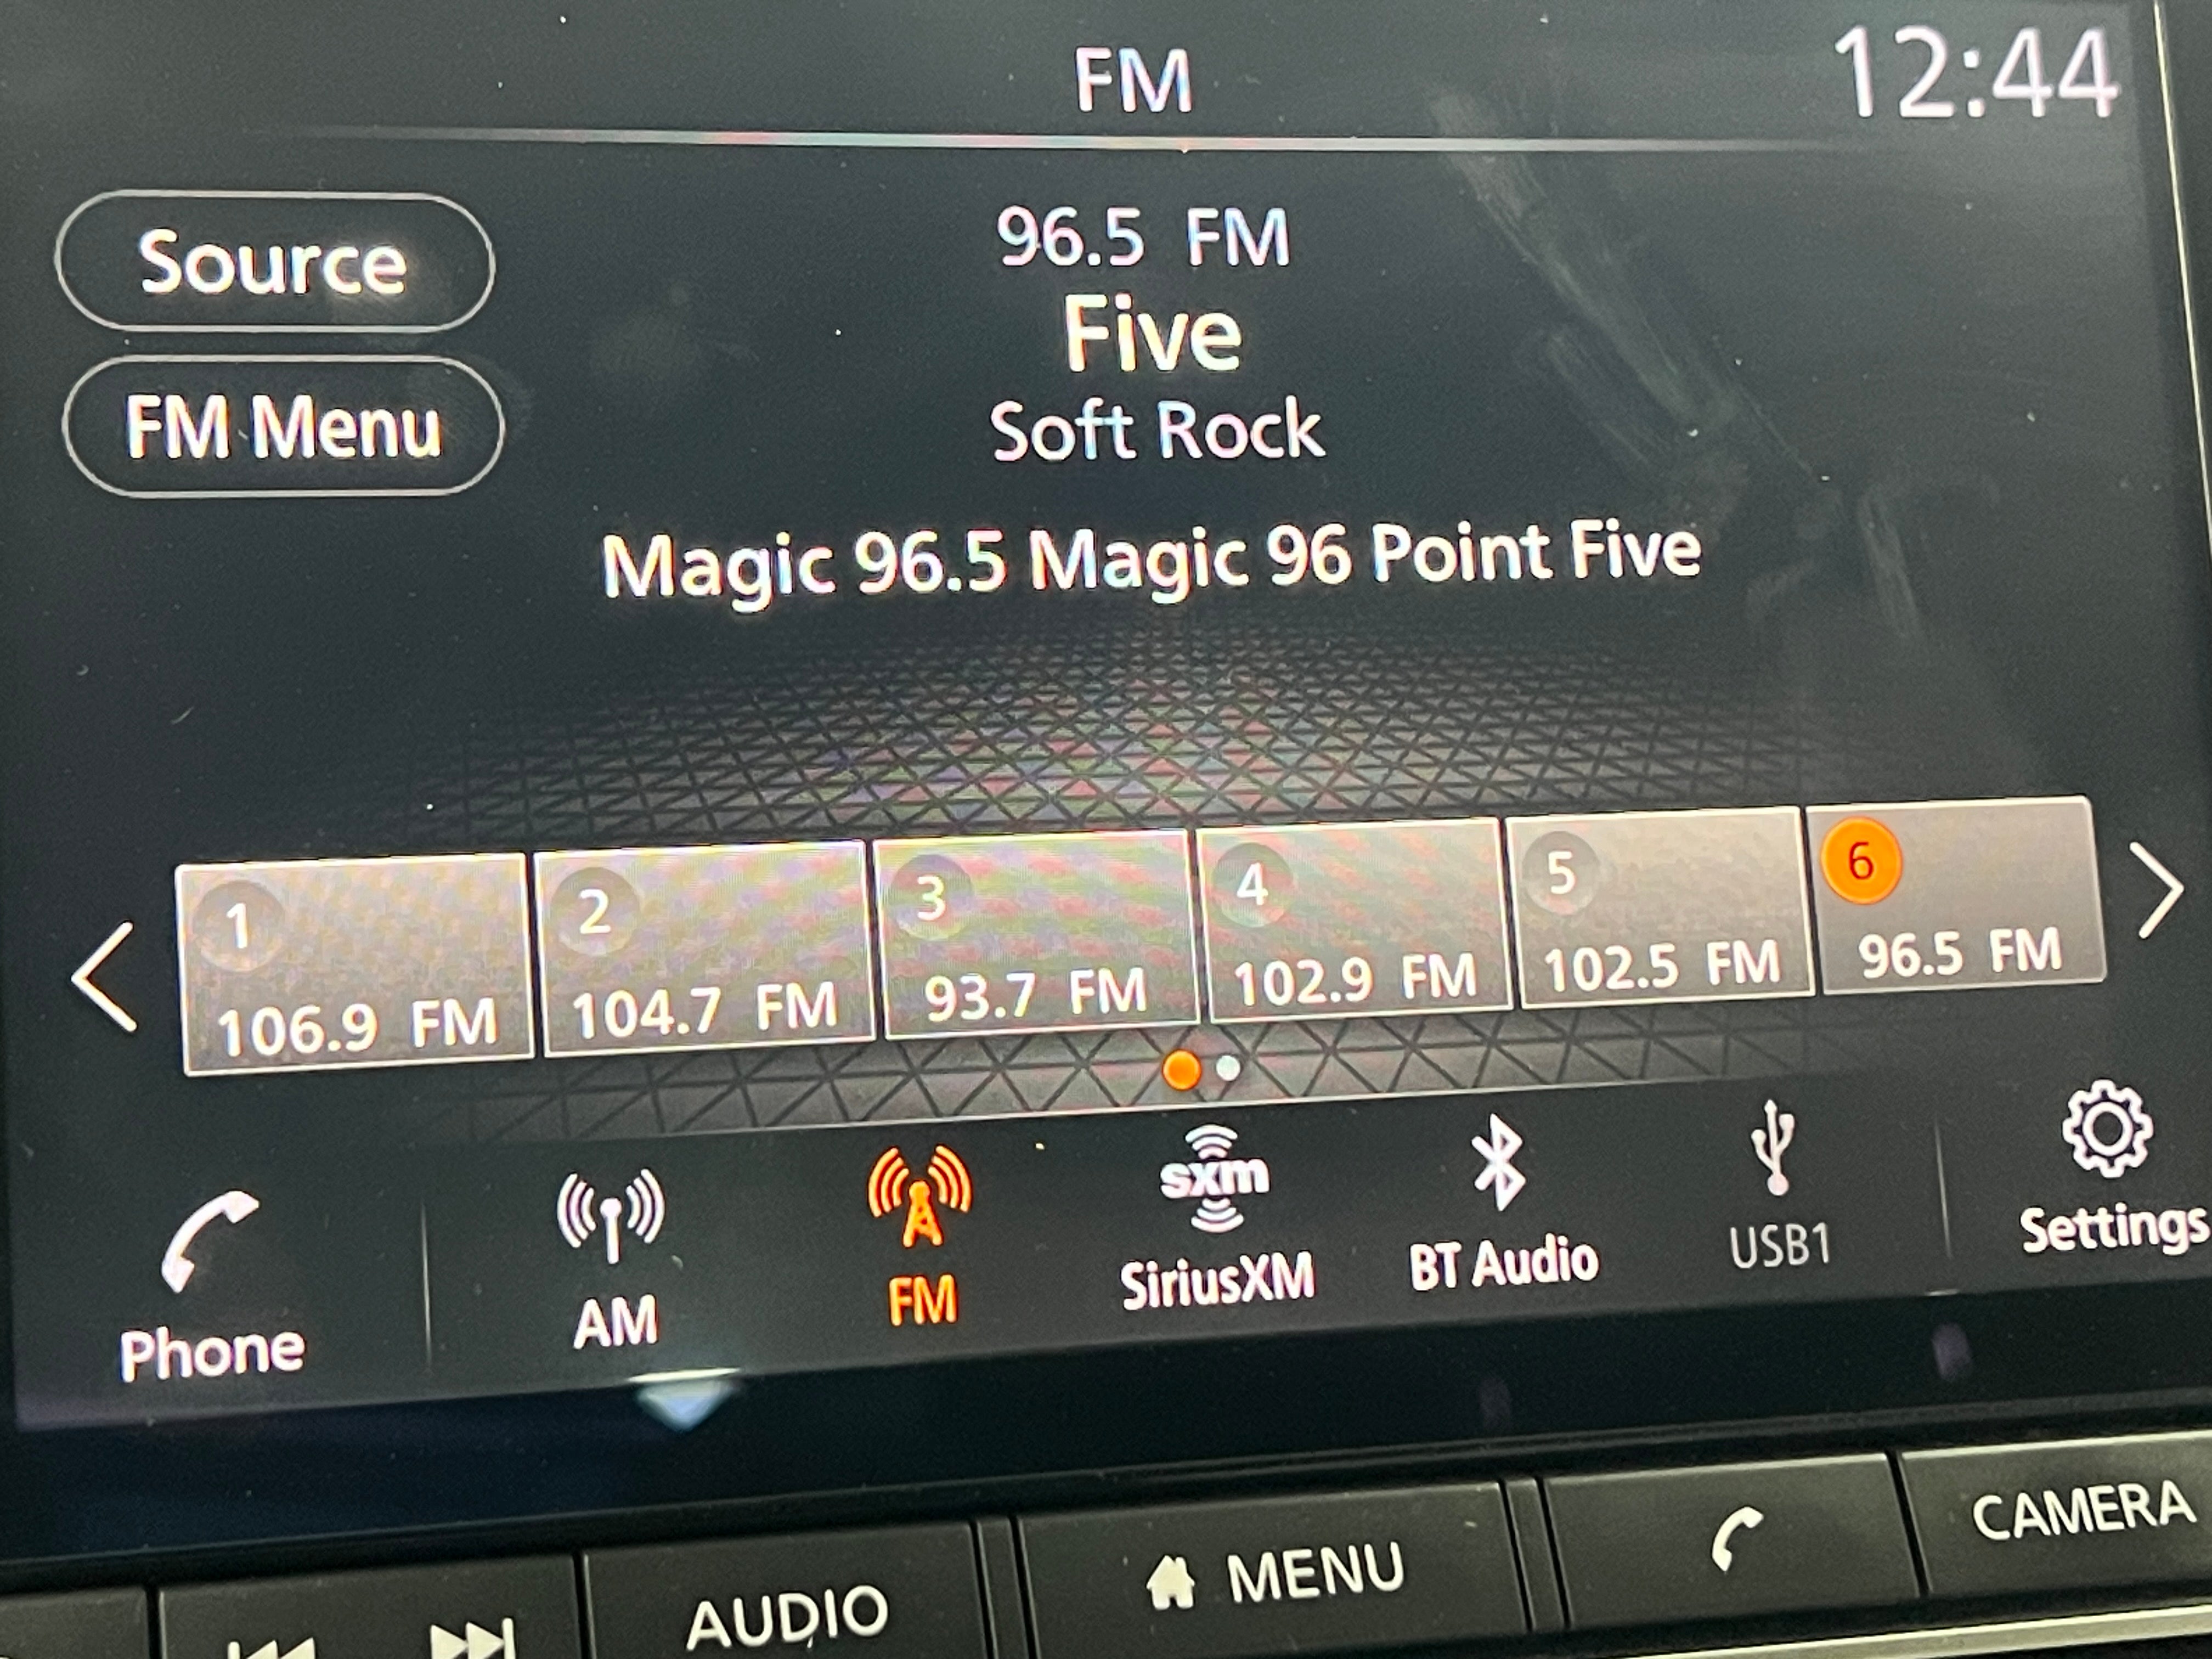 FM
12:44
Source
96.5 FM
Five
FM Menu
Soft Rock
Magic 96.5 Magic 96 Point Five
1 2 3 4 5 6
106.9 FM 104.7 FM 93.7 FM 102.9 FM 102.5 FM 96.5 FM
sxm
Phone AM FM SiriusXM BT Audio USB1 Settings
AUDIO MENU CAMERA